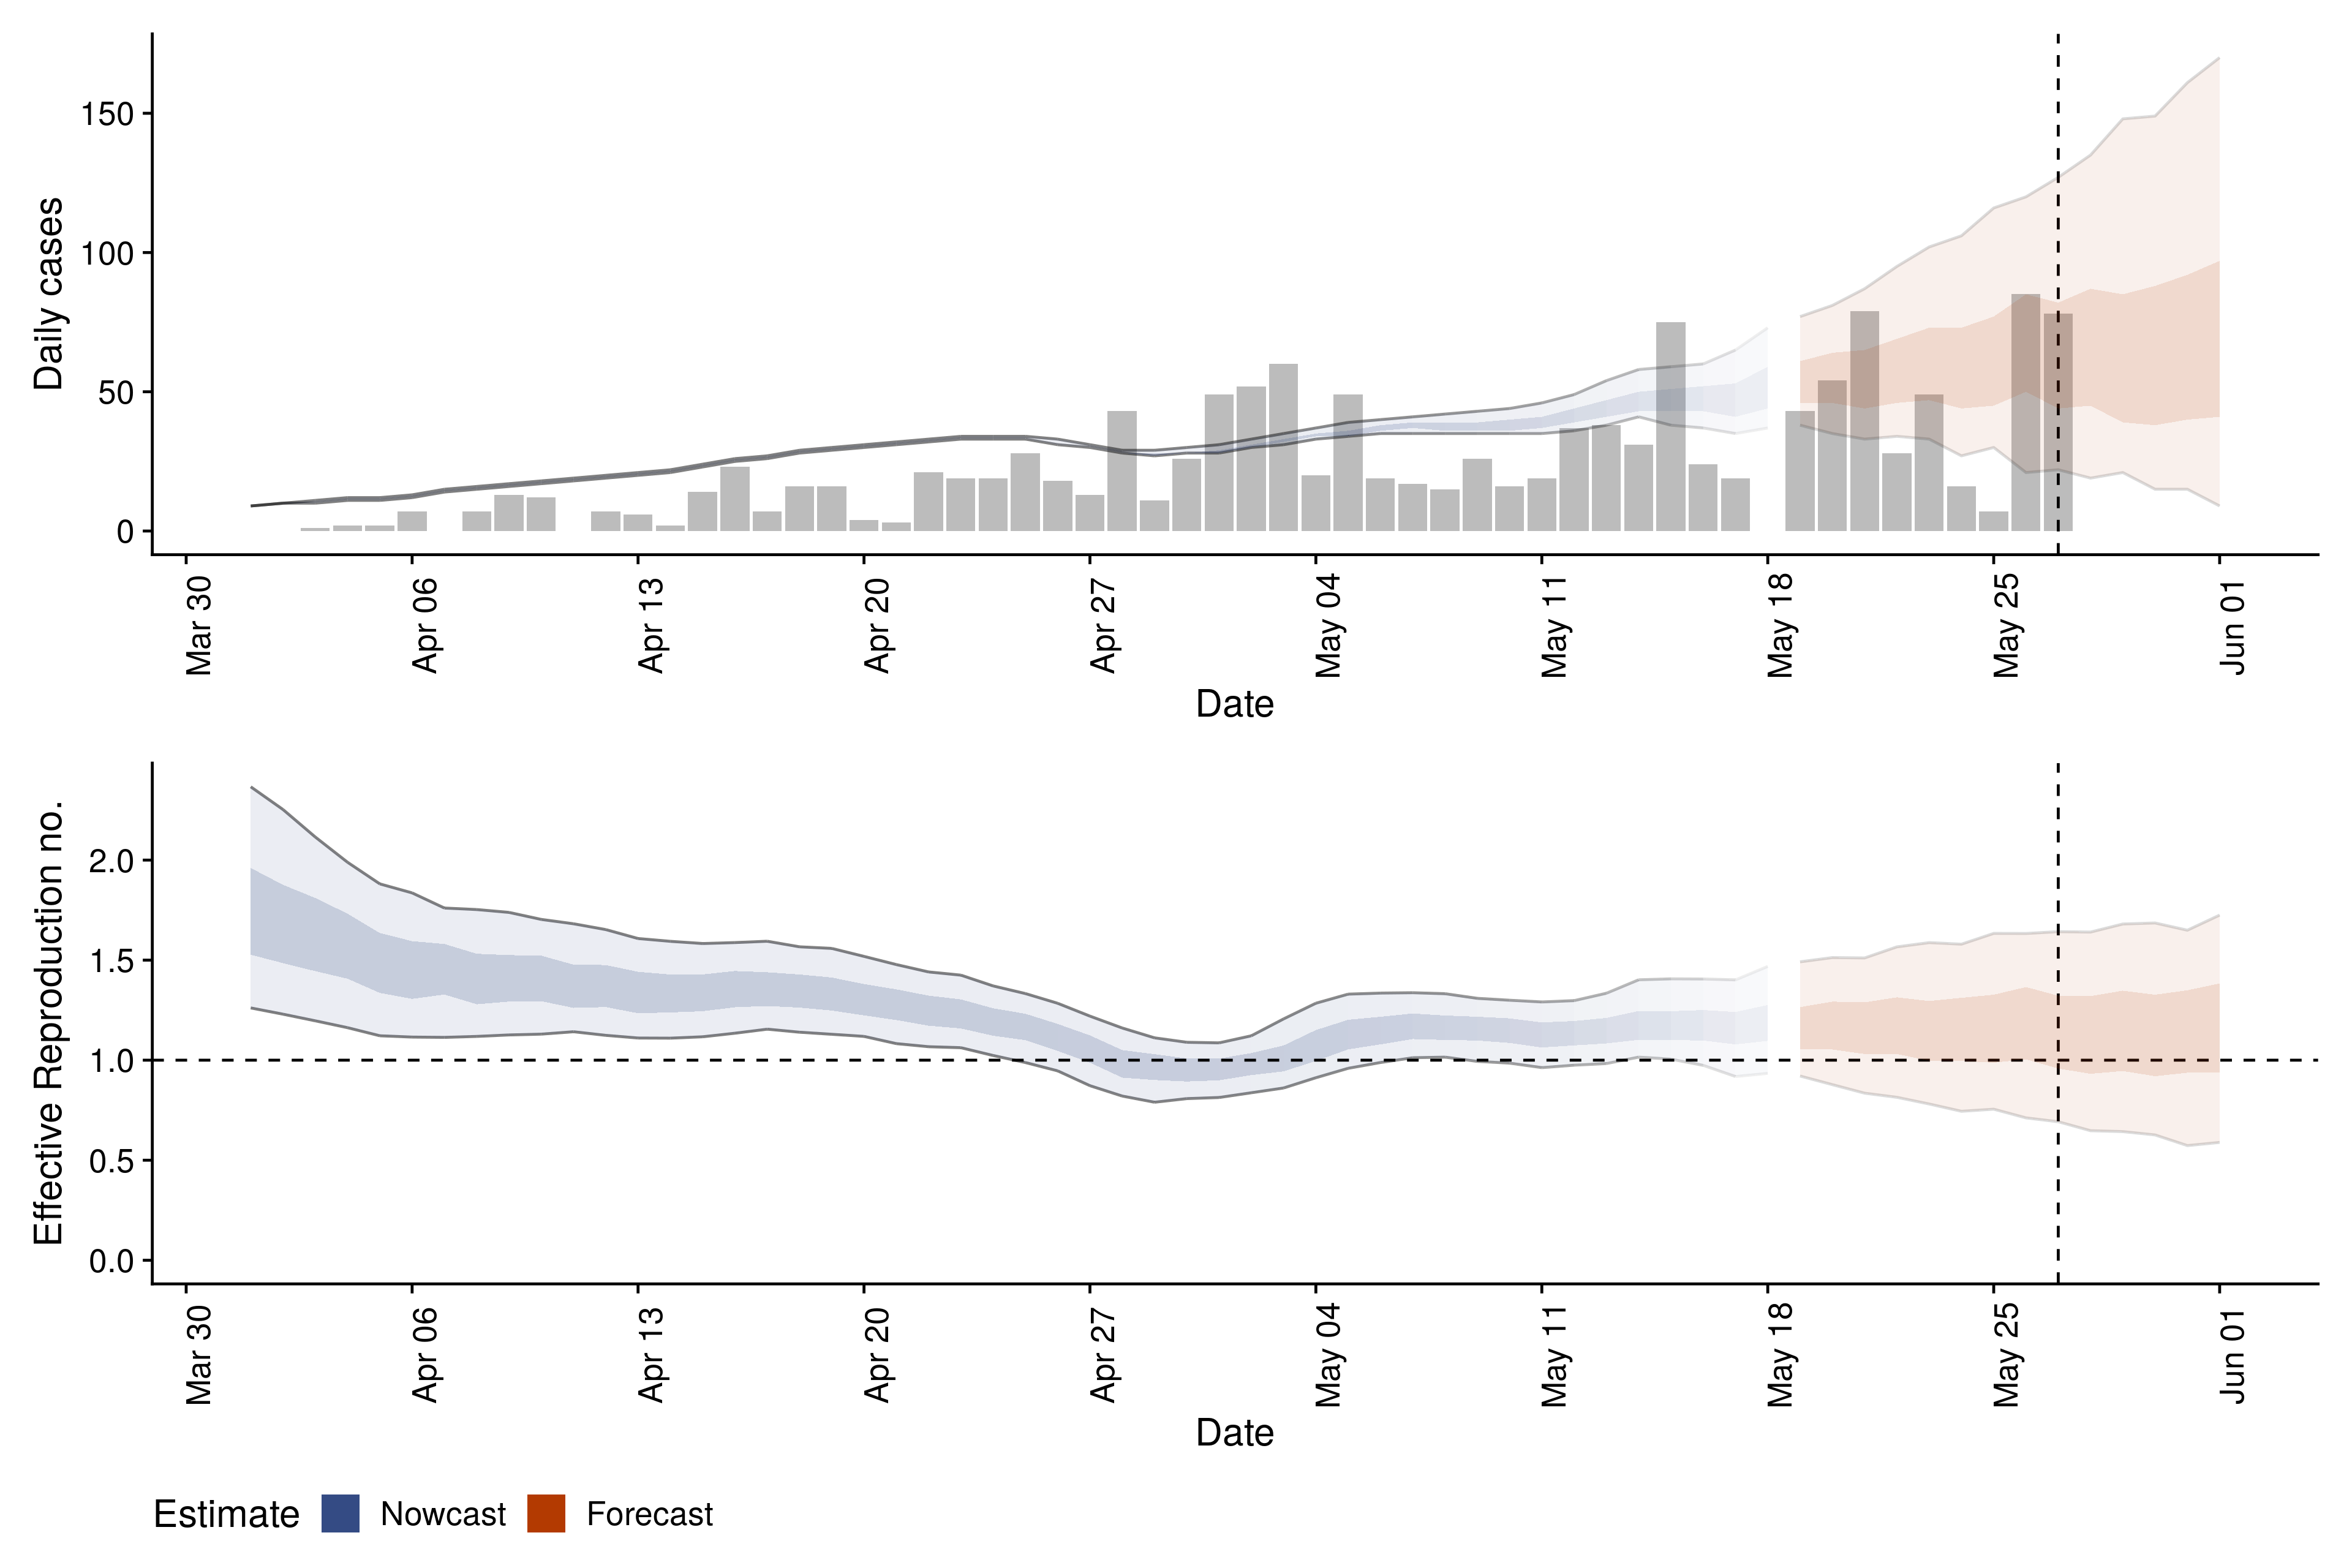 Daily cases
150
100
50
0
Mar 30
Apr 06
Apr 13
Apr 20
Apr 27
May 04
May 11
May 18
May 25
Jun 01
Date
Effective Reproduction no.
2.0
1.5
1.0
0.5
0.0
Mar 30
Apr 06
Apr 13
Apr 20
Apr 27
May 04
May 11
May 18
May 25
Jun 01
Date
Estimate Nowcast Forecast